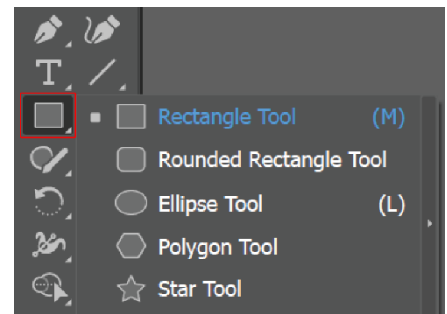 Rectangle Tool (M)
Rounded Rectangle Tool
Ellipse Tool (L)
Polygon Tool
Star Tool